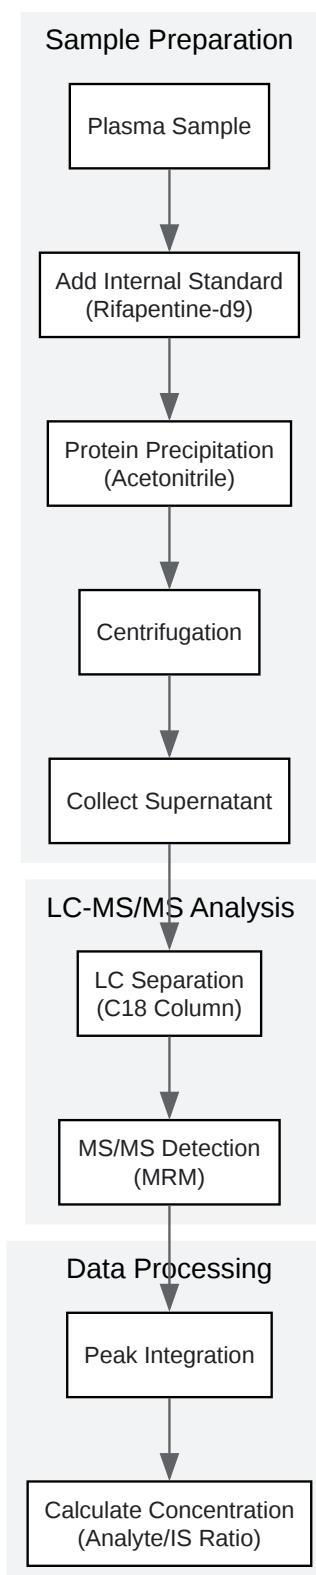 Sample Preparation
Plasma Sample
Add Internal Standard
(Rifapentine-d9)
Protein Precipitation
(Acetonitrile)
Centrifugation
Collect Supernatant
LC-MS/MS Analysis
LC Separation
(C18 Column)
MS/MS Detection
(MRM)
Data Processing
Peak Integration
Calculate Concentration
(Analyte/IS Ratio)